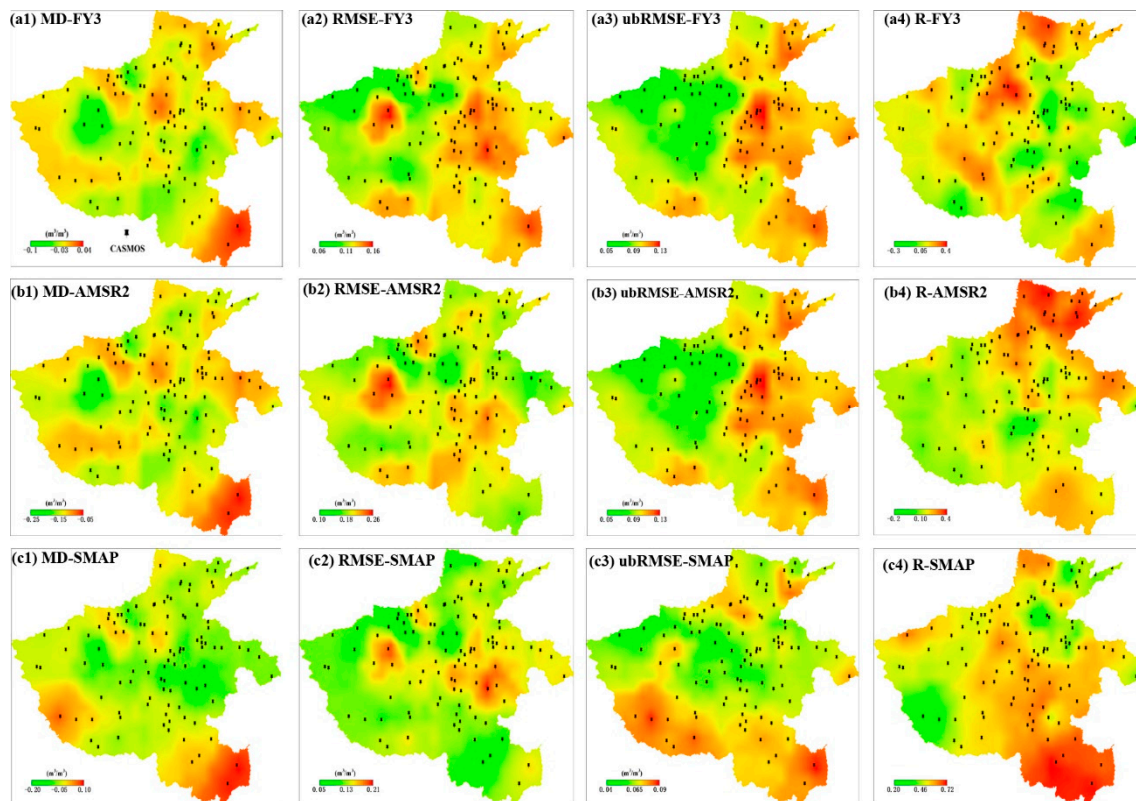 (a1) MD-FY3
(a2) RMSE-FY3
(a3) ubRMSE-FY3
(a4) R-FY3
(m³/m³)
-0.1 -0.03 0.04
CASMOS
(m³/m³)
0.06 0.11 0.16
(m³/m³)
0.05 0.09 0.13
-0.3 0.4
(b1) MD-AMSR2
(b2) RMSE-AMSR2
(b3) ubRMSE-AMSR2
(b4) R-AMSR2
(m³/m³)
-0.25 -0.15 -0.05
(m³/m³)
0.10 0.18 0.26
(m³/m³)
0.05 0.09 0.13
-0.2 0.10 0.4
(c1) MD-SMAP
(c2) RMSE-SMAP
(c3) ubRMSE-SMAP
(c4) R-SMAP
(m³/m³)
-0.20 -0.05 0.10
(m³/m³)
0.05 0.13 0.21
(m³/m³)
0.04 0.065 0.09
0.20 0.46 0.72